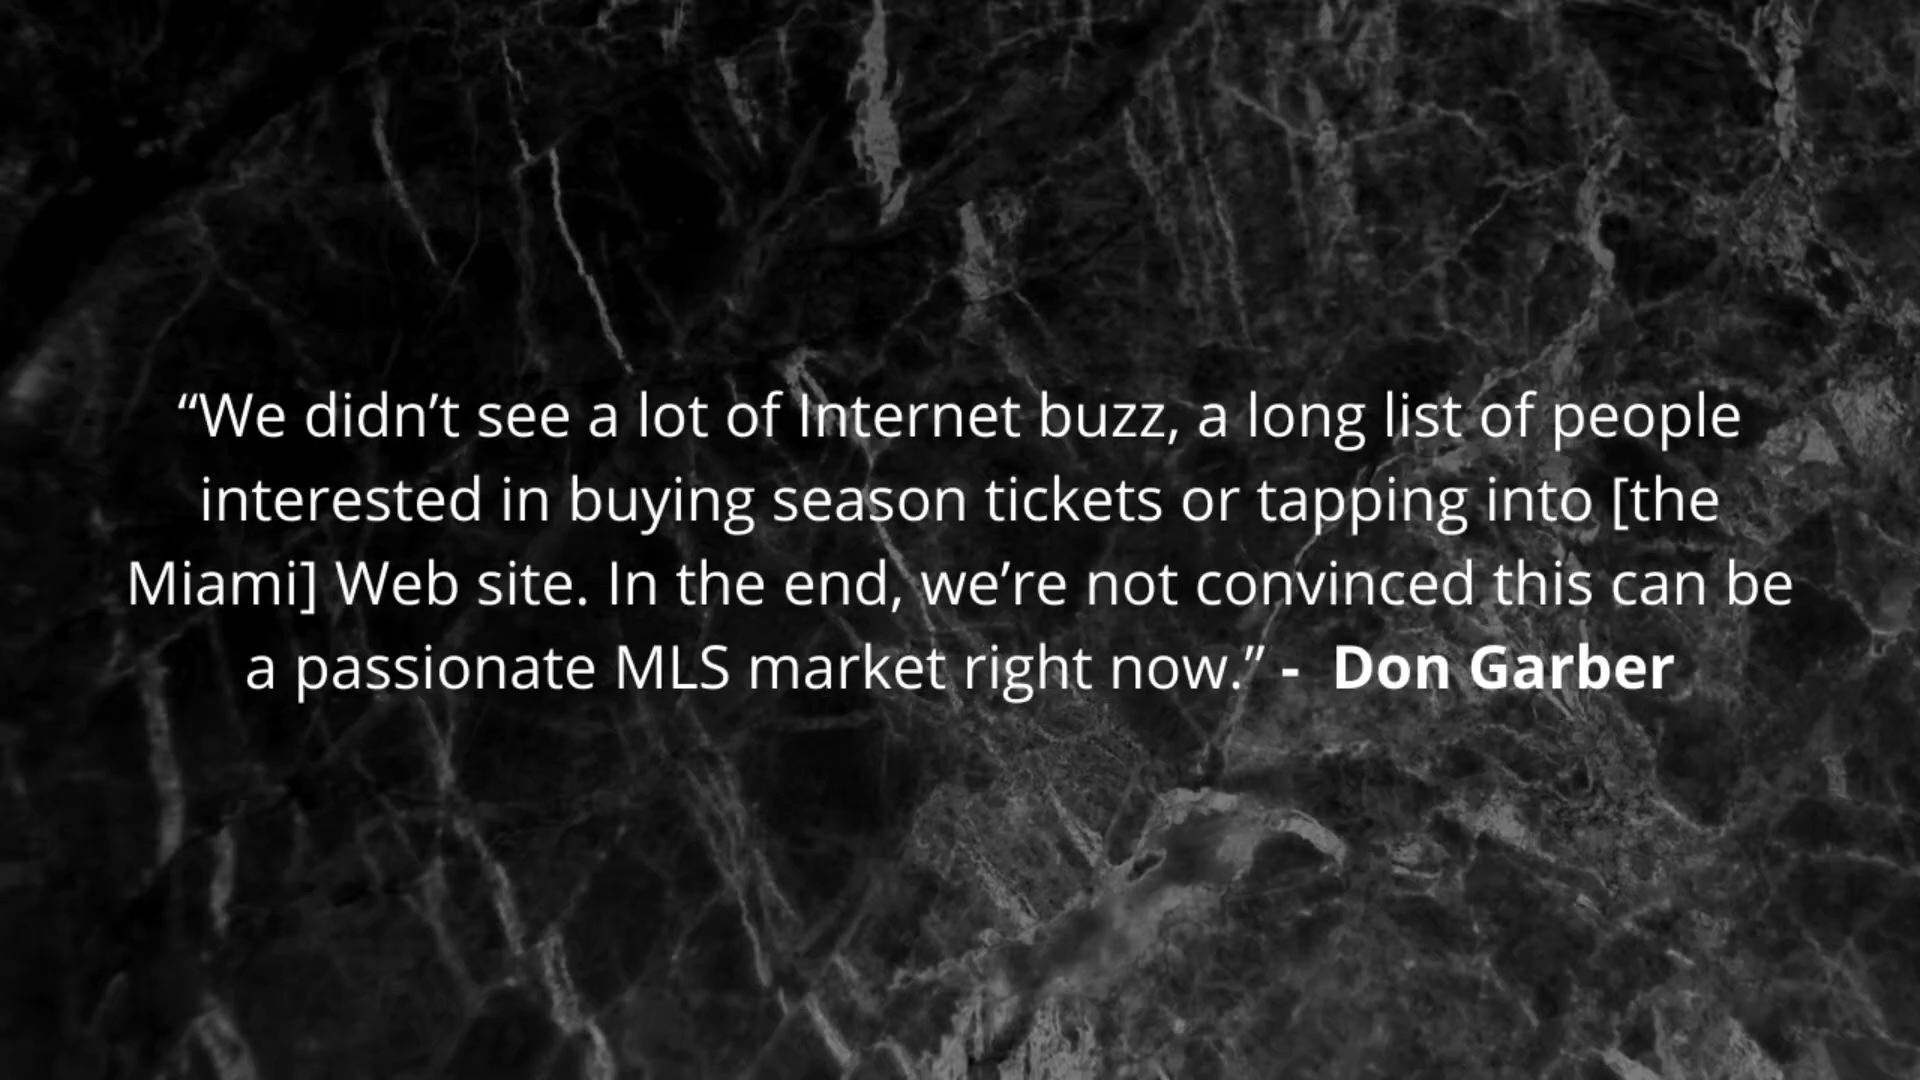 “We didn’t see a lot of Internet buzz, a long list of people
interested in buying season tickets or tapping into [the
Miami] Web site. In the end, we’re not convinced this can be
a passionate MLS market right now.” -  Don Garber